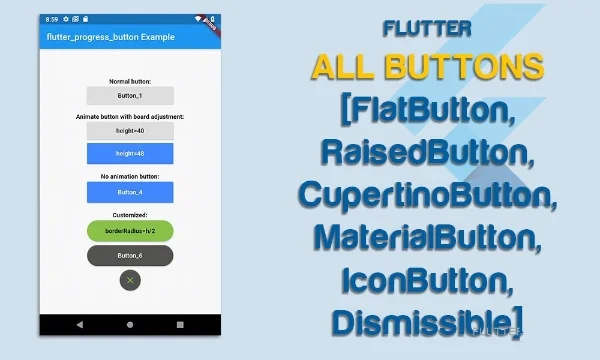 8:59
flutter_progress_button Example
Normal button:
Button_1
Animate button with board adjustment:
height=40
height=48
No animation button:
Button_4
Customized:
borderRadius=h/2
Button_6
FLUTTER
ALL BUTTONS
[FlatButton,
RaisedButton,
CupertinoButton,
MaterialButton,
IconButton,
Dismissible]
FLUTTER